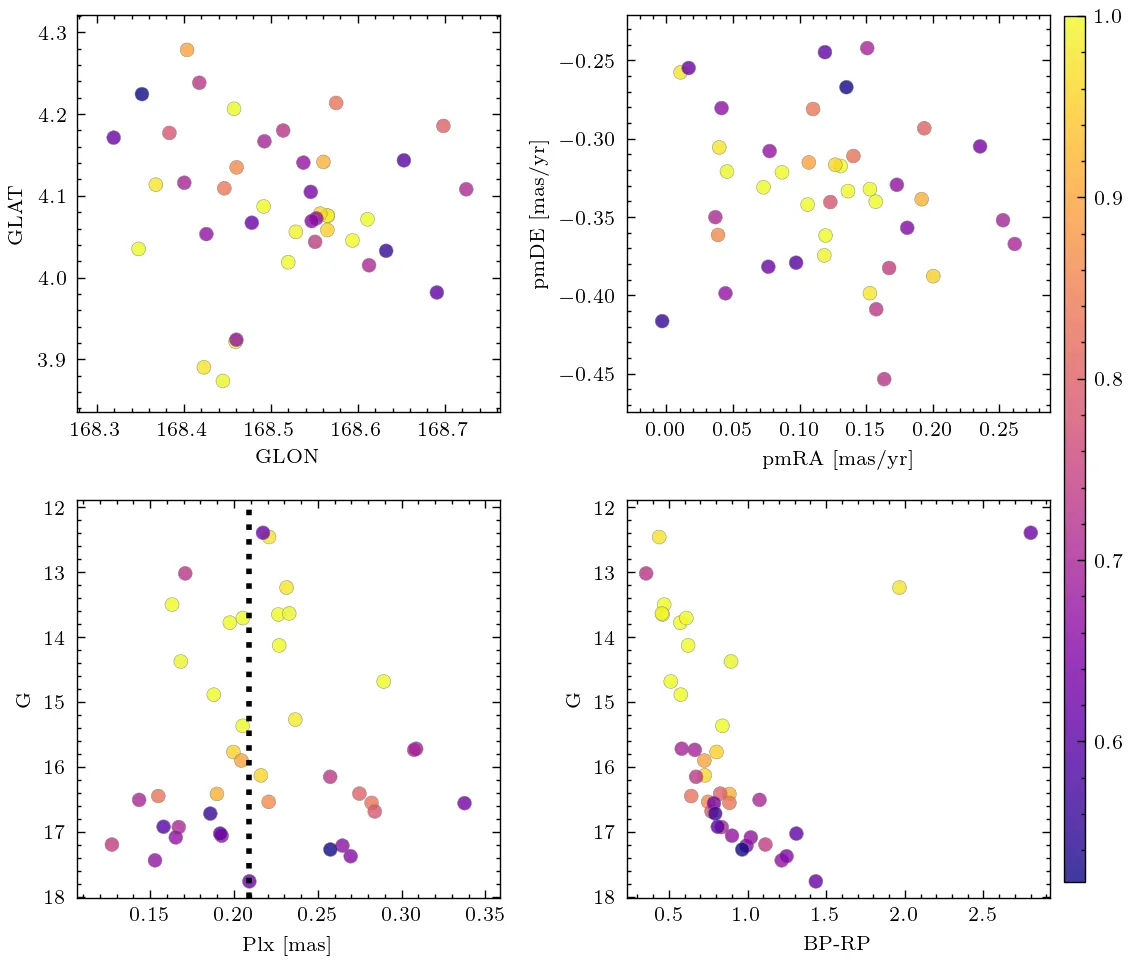 4.3
4.2
4.1
4.0
3.9
GLAT
168.3 168.4 168.5 168.6 168.7
GLON
−0.25
−0.30
−0.35
−0.40
−0.45
pmDE [mas/yr]
0.00 0.05 0.10 0.15 0.20 0.25
pmRA [mas/yr]
1.0
0.9
0.8
0.7
0.6
12
13
14
15
16
17
18
G
0.15 0.20 0.25 0.30 0.35
Plx [mas]
12
13
14
15
16
17
18
G
0.5 1.0 1.5 2.0 2.5
BP-RP